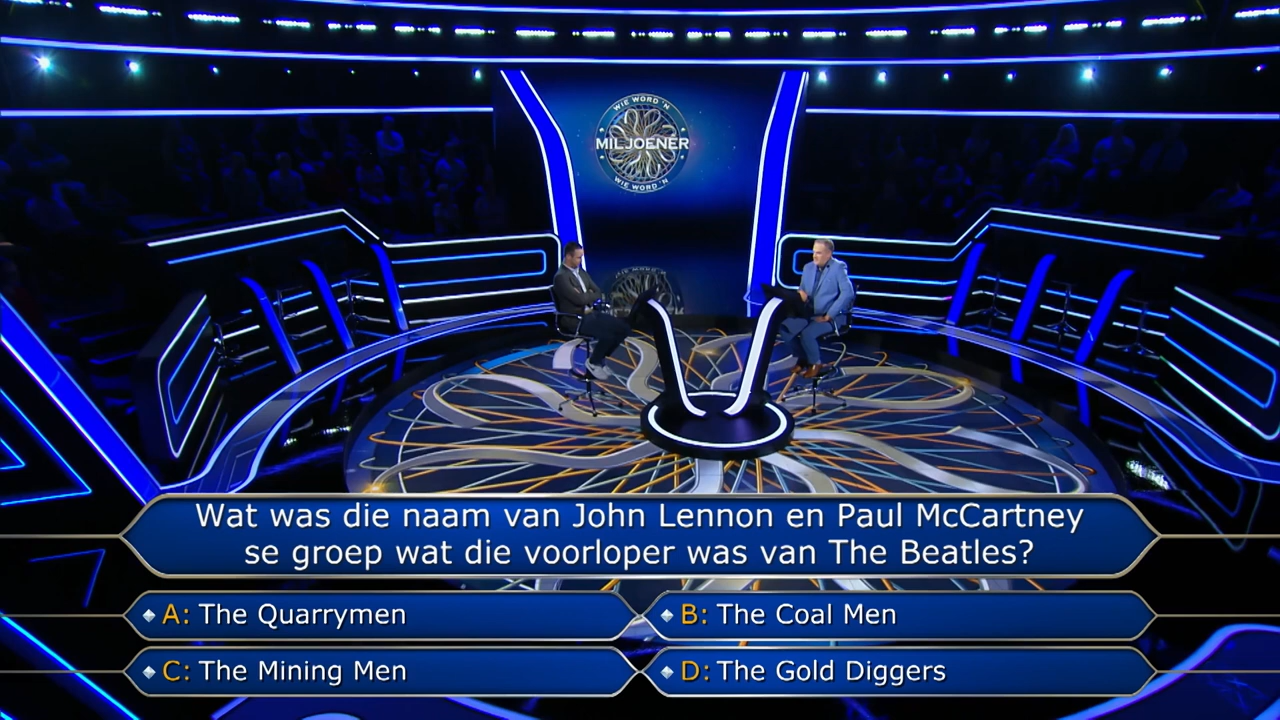 WIE WORD 'N
MILJOENER
WIE WORD 'N
Wat was die naam van John Lennon en Paul McCartney
se groep wat die voorloper was van The Beatles?
A: The Quarrymen
B: The Coal Men
C: The Mining Men
D: The Gold Diggers